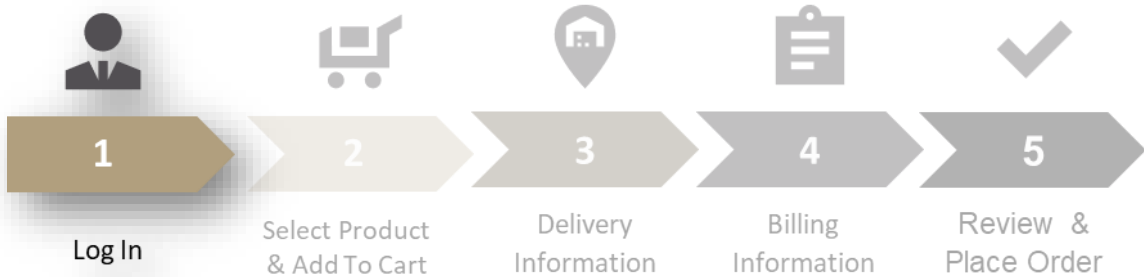 1
2
3
4
5
Log In
Select Product
& Add To Cart
Delivery
Information
Billing
Information
Review &
Place Order